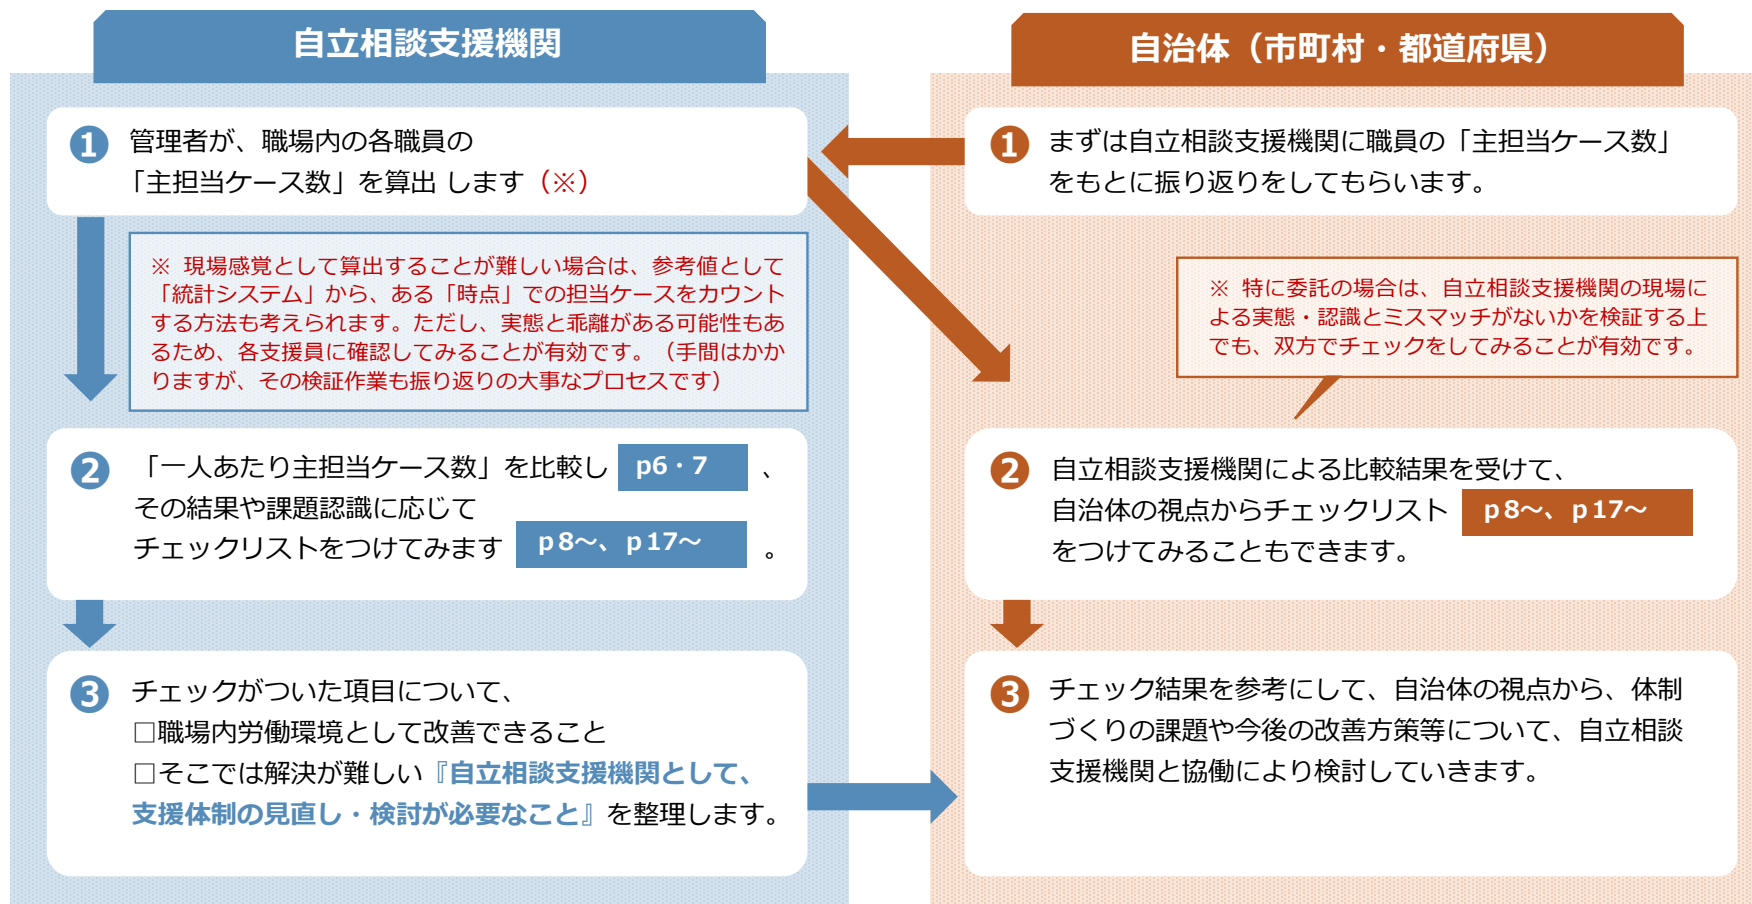 自立相談支援機関
❶ 管理者が、職場内の各職員の
「主担当ケース数」を算出 します（※）
※ 現場感覚として算出することが難しい場合は、参考値として
「統計システム」から、ある「時点」での担当ケースをカウント
する方法も考えられます。ただし、実態と乖離がある可能性もあ
るため、各支援員に確認してみることが有効です。（手間はかか
りますが、その検証作業も振り返りの大事なプロセスです）
❷ 「一人あたり主担当ケース数」を比較し p6・7 、
その結果や課題認識に応じて
チェックリストをつけてみます p8～、p17～ 。
❸ チェックがついた項目について、
□職場内労働環境として改善できること
□そこでは解決が難しい『自立相談支援機関として、
支援体制の見直し・検討が必要なこと』を整理します。
自治体（市町村・都道府県）
❶ まずは自立相談支援機関に職員の「主担当ケース数」
をもとに振り返りをしてもらいます。
※ 特に委託の場合は、自立相談支援機関の現場に
よる実態・認識とミスマッチがないかを検証する上
でも、双方でチェックをしてみることが有効です。
❷ 自立相談支援機関による比較結果を受けて、
自治体の視点からチェックリスト p8～、p17～
をつけてみることもできます。
❸ チェック結果を参考にして、自治体の視点から、体制
づくりの課題や今後の改善方策等について、自立相談
支援機関と協働により検討していきます。